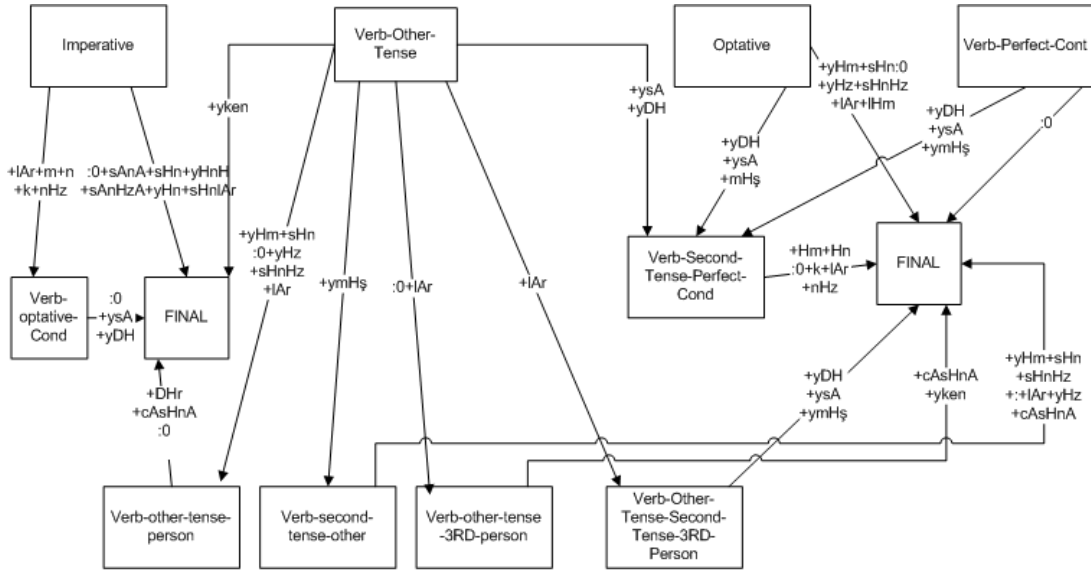 Imperative
Verb-Other-
Tense
Optative
Verb-Perfect-Cont
+yken
+ysA
+yDH
+yHm+sHn:0
+yHz+sHnHz
+lAr+lHm
+yDH
+ysA
+ymHş
:0
+lAr+m+n
+k+nHz
:0+sAnA+sHn+yHnH
+sAnHzA+yHn+sHnlAr
+yDH
+ysA
+mHş
+yHm+sHn
:0+yHz
+sHnHz
+lAr
+ymHş
:0+lAr
+lAr
Verb-
optative-
Cond
:0
+ysA
+yDH
FINAL
Verb-Second-
Tense-Perfect-
Cond
+Hm+Hn
:0+k+lAr
+nHz
FINAL
+DHr
+cAsHnA
:0
+yDH
+ysA
+ymHş
+cAsHnA
+yken
+yHm+sHn
+sHnHz
+:+lAr+yHz
+cAsHnA
Verb-other-tense-
person
Verb-second-
tense-other
Verb-other-tense
-3RD-person
Verb-Other-
Tense-Second-
Tense-3RD-
Person